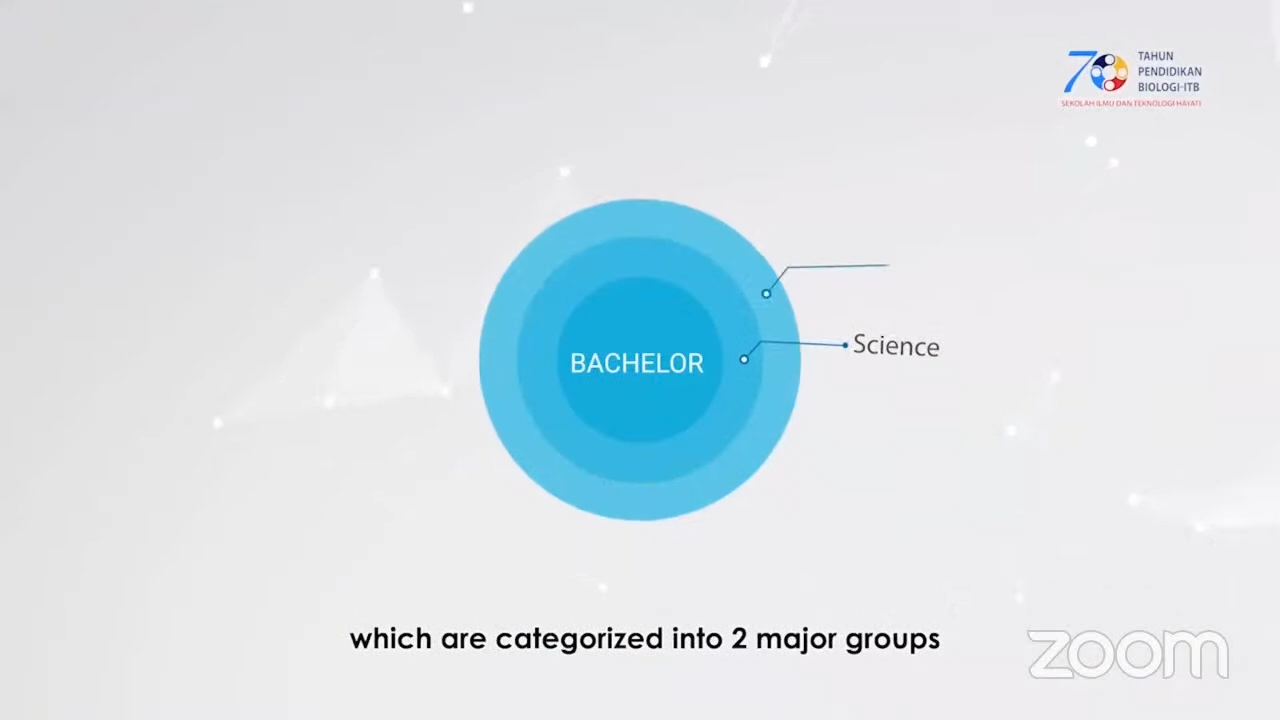 70 TAHUN
PENDIDIKAN
BIOLOGI-ITB
SEKOLAH ILMU DAN TEKNOLOGI HAYATI
BACHELOR
Science
which are categorized into 2 major groups
zoom